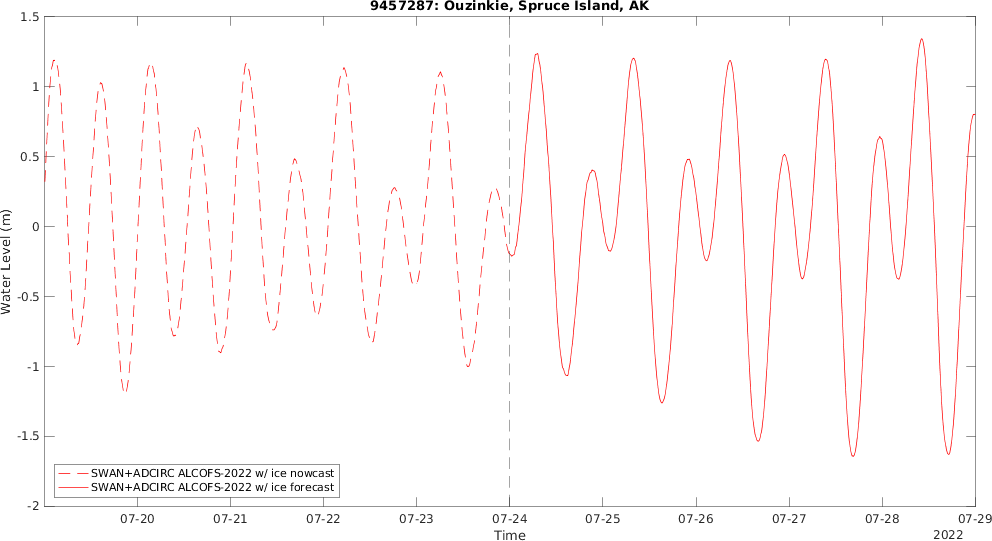 9457287: Ouzinkie, Spruce Island, AK
1.5
1
0.5
0
-0.5
-1
-1.5
-2
Water Level (m)
SWAN+ADCIRC ALCOFS-2022 w/ ice nowcast
SWAN+ADCIRC ALCOFS-2022 w/ ice forecast
07-20 07-21 07-22 07-23 07-24 07-25 07-26 07-27 07-28 07-29
Time
2022